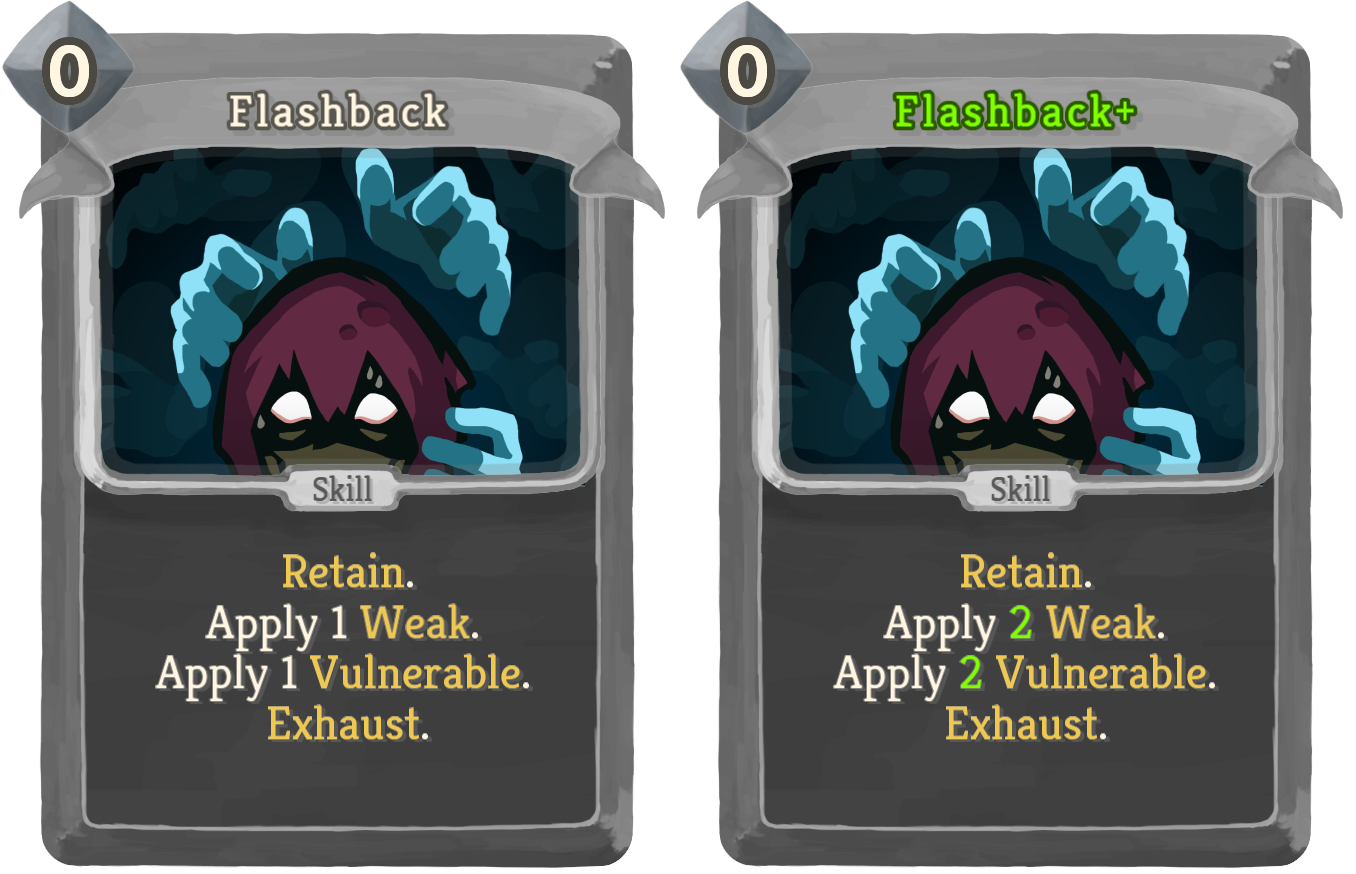 0
Flashback
Skill
Retain.
Apply 1 Weak.
Apply 1 Vulnerable.
Exhaust.
0
Flashback+
Skill
Retain.
Apply 2 Weak.
Apply 2 Vulnerable.
Exhaust.